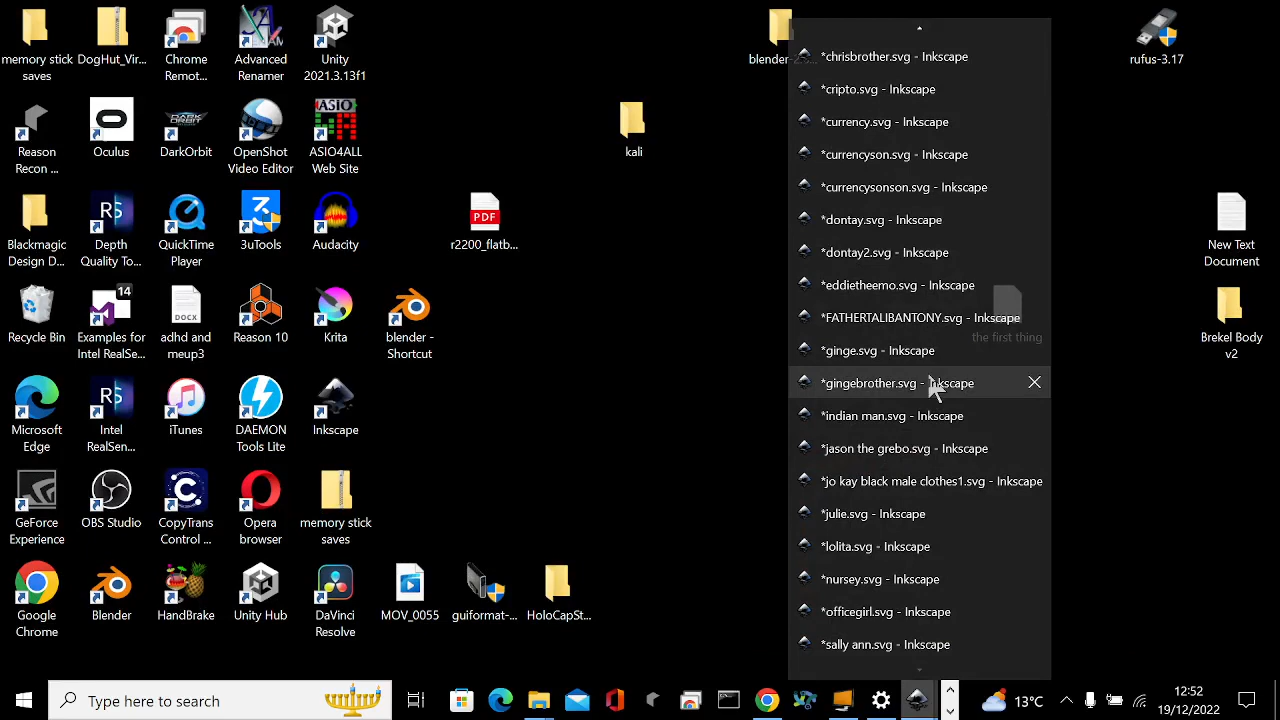 memory stick
saves
DogHut_Vir...
Chrome
Remot...
Advanced
Renamer
Unity
2021.3.13f1
Reason
Recon ...
Oculus
DarkOrbit
OpenShot
Video Editor
ASIO
ASIO4ALL
Web Site
Blackmagic
Design D...
RS
Depth
Quality To...
QuickTime
Player
3uTools
Audacity
Recycle Bin
14
Examples for
Intel RealSe...
DOCX
adhd and
meup3
Reason 10
Krita
blender -
Shortcut
Microsoft
Edge
RS
Intel
RealSen...
iTunes
DAEMON
Tools Lite
Inkscape
GeForce
Experience
OBS Studio
CopyTrans
Control ...
Opera
browser
memory stick
saves
Google
Chrome
Blender
HandBrake
Unity Hub
DaVinci
Resolve
MOV_0055
guiformat-...
HoloCapSt...
kali
PDF
r2200_flatb...
rufus-3.17
New Text
Document
Brekel Body
v2
the first thing
*chrisbrother.svg - Inkscape
*cripto.svg - Inkscape
*currency.svg - Inkscape
*currencyson.svg - Inkscape
*currencysonson.svg - Inkscape
*dontay.svg - Inkscape
*dontay2.svg - Inkscape
*eddiehands.svg - Inkscape
*FATHERTALIBANTONY.svg - Inkscape
*ginge.svg - Inkscape
*gingebrother.svg - Inkscape
*indian man.svg - Inkscape
*jason the grebo.svg - Inkscape
*jo kay bits male clothes1.svg - Inkscape
*julie.svg - Inkscape
*lolita.svg - Inkscape
*nursey.svg - Inkscape
*officegirl.svg - Inkscape
*sally ann.svg - Inkscape
Type here to search
13°C
12:52
19/12/2022